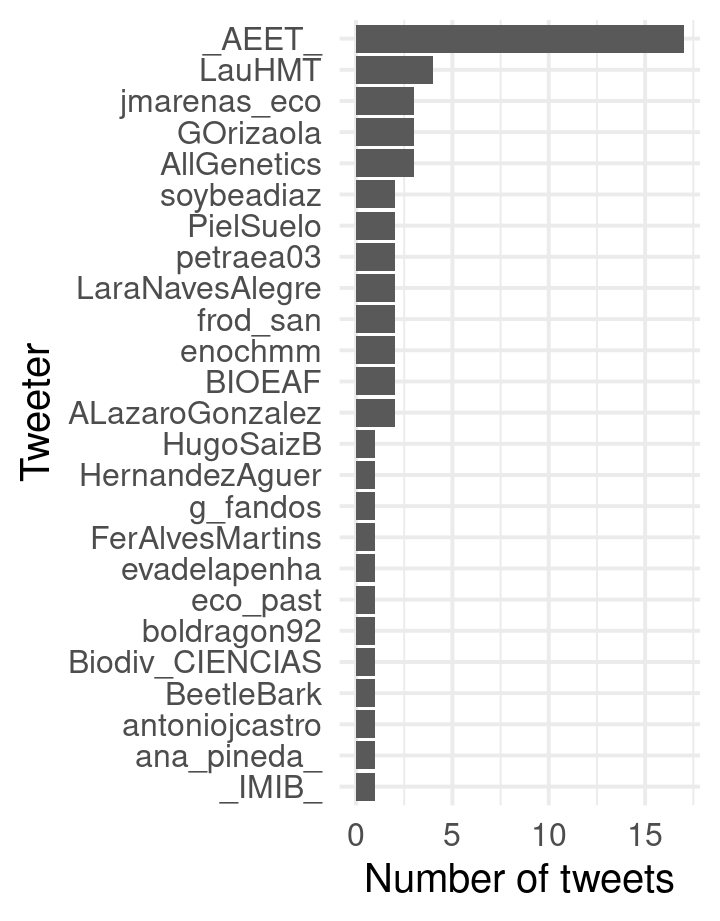 _AEET_
LauHMT
jmarenas_eco
GOrizaola
AllGenetics
soybeadiaz
PielSuelo
petraea03
LaraNavesAlegre
frod_san
enochmm
BIOEAF
ALazaroGonzalez
HugoSaizB
HernandezAguer
g_fandos
FerAlvesMartins
evadelapenha
eco_past
boldragon92
Biodiv_CIENCIAS
BeetleBark
antoniojcastro
ana_pineda_
_IMIB_
Tweeter
0 5 10 15
Number of tweets